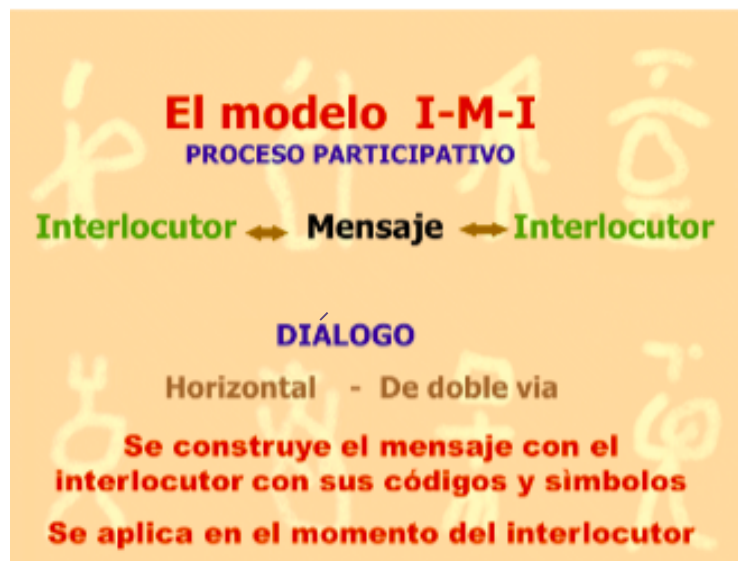 El modelo I-M-I
PROCESO PARTICIPATIVO
Interlocutor Mensaje Interlocutor
DIÁLOGO
Horizontal - De doble via
Se construye el mensaje con el
interlocutor con sus códigos y sìmbolos
Se aplica en el momento del interlocutor